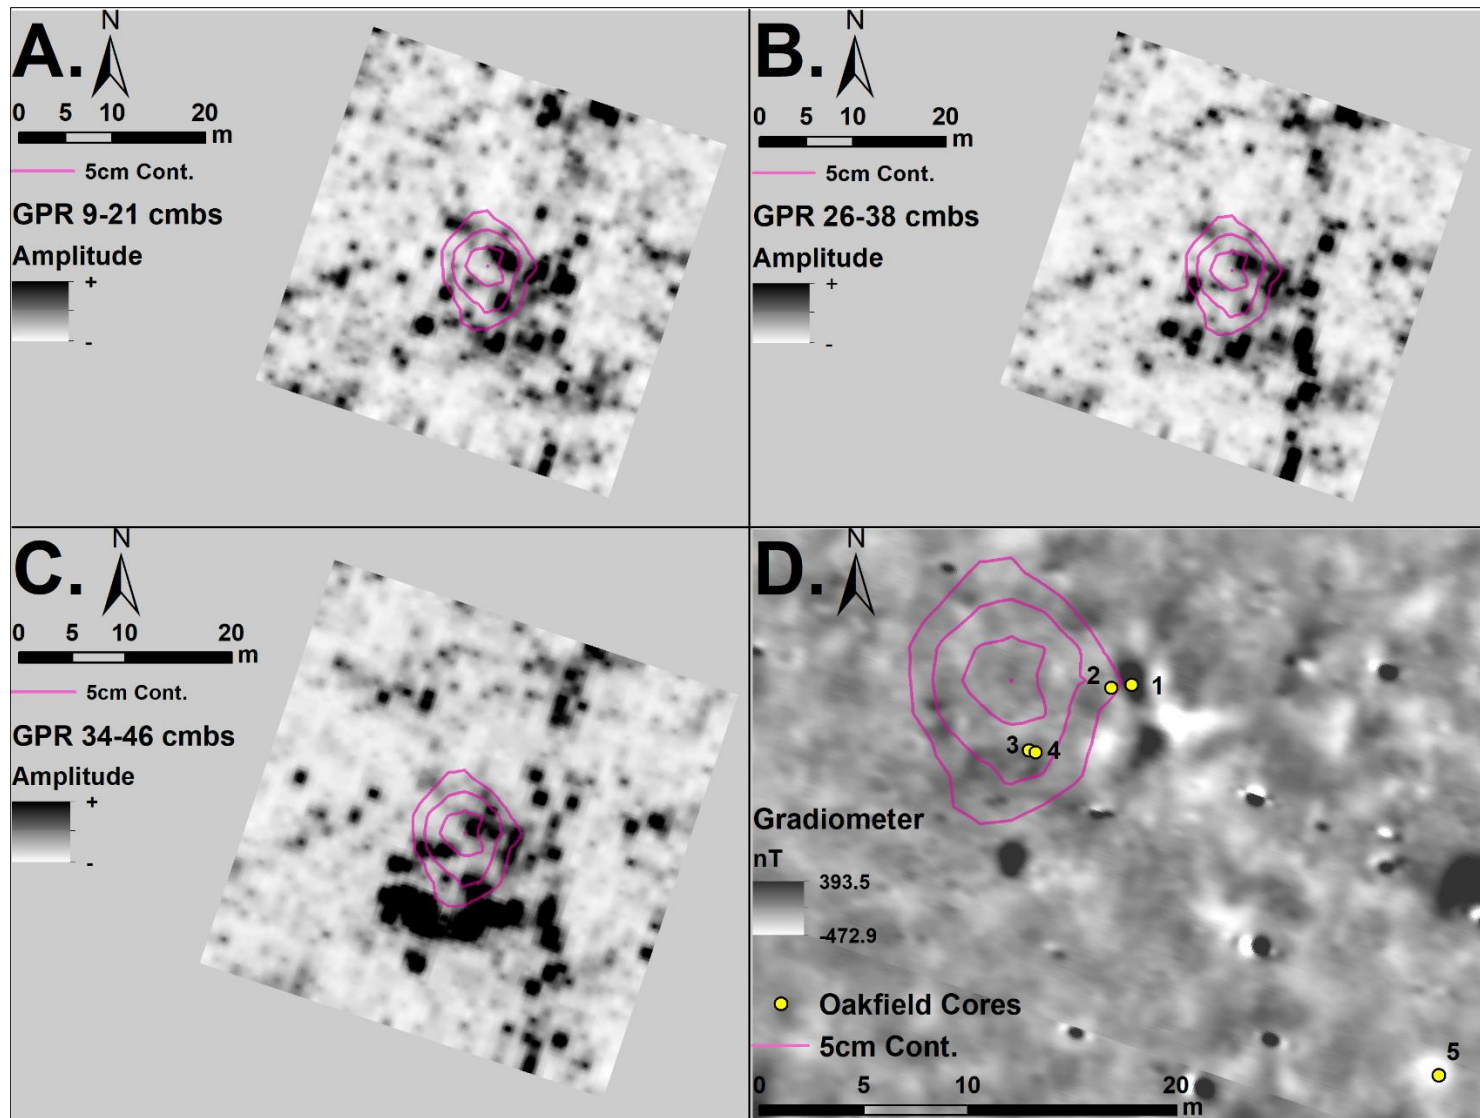 A.
N
0 5 10 20
m
5cm Cont.
GPR 9-21 cmbs
Amplitude
+
-
B.
N
0 5 10 20
m
5cm Cont.
GPR 26-38 cmbs
Amplitude
+
-
C.
N
0 5 10 20
m
5cm Cont.
GPR 34-46 cmbs
Amplitude
+
-
D.
N
2 1
3 4
Gradiometer
nT
393.5
-472.9
Oakfield Cores
5cm Cont.
5
0 5 10 20
m